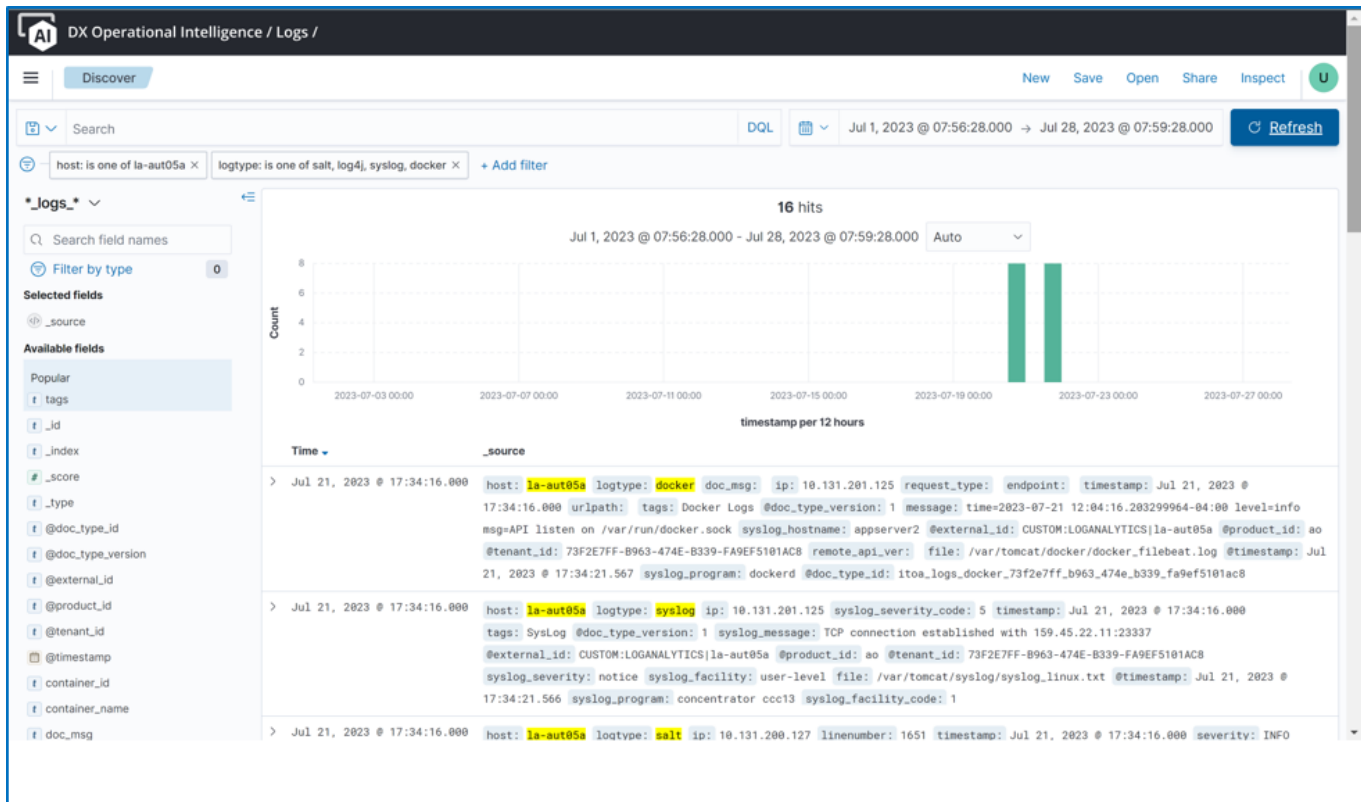 AI DX Operational Intelligence / Logs /
Discover
New Save Open Share Inspect U
Search DQL Jul 1, 2023 @ 07:56:28.000 → Jul 28, 2023 @ 07:59:28.000 Refresh
host: is one of la-aut05a × logtype: is one of salt, log4j, syslog, docker × + Add filter
*_logs_*
Search field names
Filter by type 0
Selected fields
_source
Available fields
Popular
t tags
t _id
t _index
# _score
t _type
t @doc_type_id
t @doc_type_version
t @external_id
t @product_id
t @tenant_id
@timestamp
t container_id
t container_name
t doc_msg
16 hits
Jul 1, 2023 @ 07:56:28.000 - Jul 28, 2023 @ 07:59:28.000 Auto
Count
8
6
4
2
0
2023-07-03 00:00 2023-07-07 00:00 2023-07-11 00:00 2023-07-15 00:00 2023-07-19 00:00 2023-07-23 00:00 2023-07-27 00:00
timestamp per 12 hours
Time _source
Jul 21, 2023 @ 17:34:16.000 host: la-aut05a logtype: docker doc_msg: ip: 10.131.201.125 request_type: endpoint: timestamp: Jul 21, 2023 @
17:34:16.000 urlpath: tags: Docker Logs @doc_type_version: 1 message: time=2023-07-21 12:04:16.203299964-04:00 level=info
msg=API listen on /var/run/docker.sock syslog_hostname: appserver2 @external_id: CUSTOM:LOGANALYTICS|la-aut05a @product_id: ao
@tenant_id: 73F2E7FF-B963-474E-B339-FA9EF5101AC8 remote_api_ver: file: /var/tomcat/docker/docker_filebeat.log @timestamp: Jul
21, 2023 @ 17:34:21.567 syslog_program: dockerd @doc_type_id: itoa_logs_docker_73f2e7ff_b963_474e_b339_fa9ef5101ac8
Jul 21, 2023 @ 17:34:16.000 host: la-aut05a logtype: syslog ip: 10.131.201.125 syslog_severity_code: 5 timestamp: Jul 21, 2023 @ 17:34:16.000
tags: SysLog @doc_type_version: 1 syslog_message: TCP connection established with 159.45.22.11:23337
@external_id: CUSTOM:LOGANALYTICS|la-aut05a @product_id: ao @tenant_id: 73F2E7FF-B963-474E-B339-FA9EF5101AC8
syslog_severity: notice syslog_facility: user-level file: /var/tomcat/syslog/syslog_linux.txt @timestamp: Jul 21, 2023 @
17:34:21.566 syslog_program: concentrator ccc13 syslog_facility_code: 1
Jul 21, 2023 @ 17:34:16.000 host: la-aut05a logtype: salt ip: 10.131.200.127 linenumber: 1651 timestamp: Jul 21, 2023 @ 17:34:16.000 severity: INFO